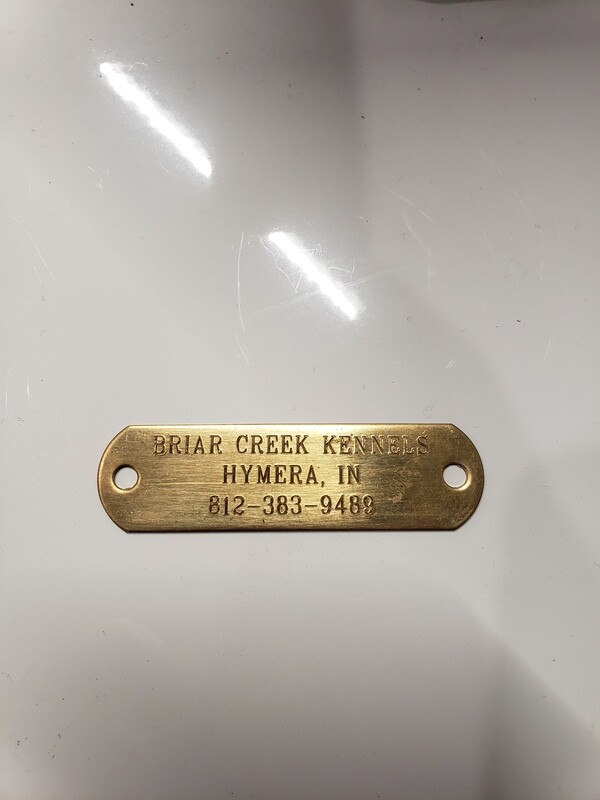 BRIAR CREEK KENNELS
HYMERA, IN
812-383-9489